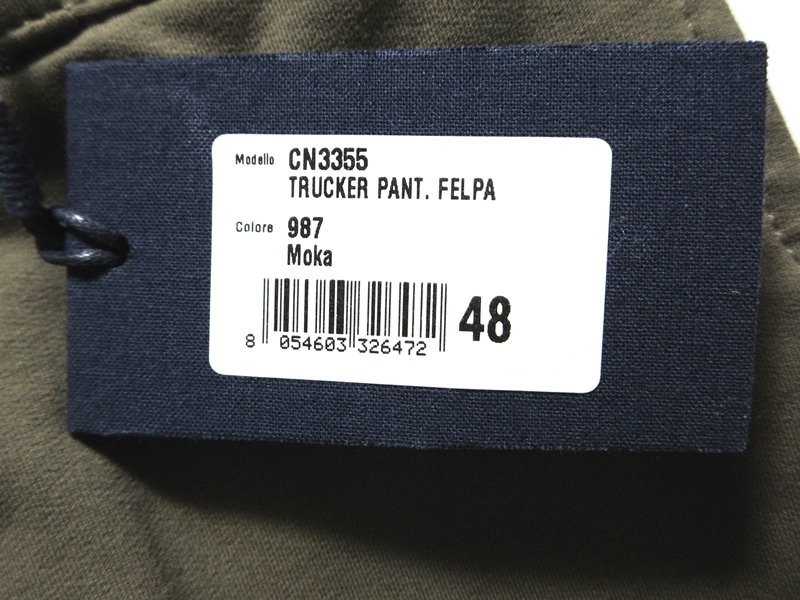 Modello CN3355
TRUCKER PANT. FELPA
Colore 987
Moka
48
8 054603 326472